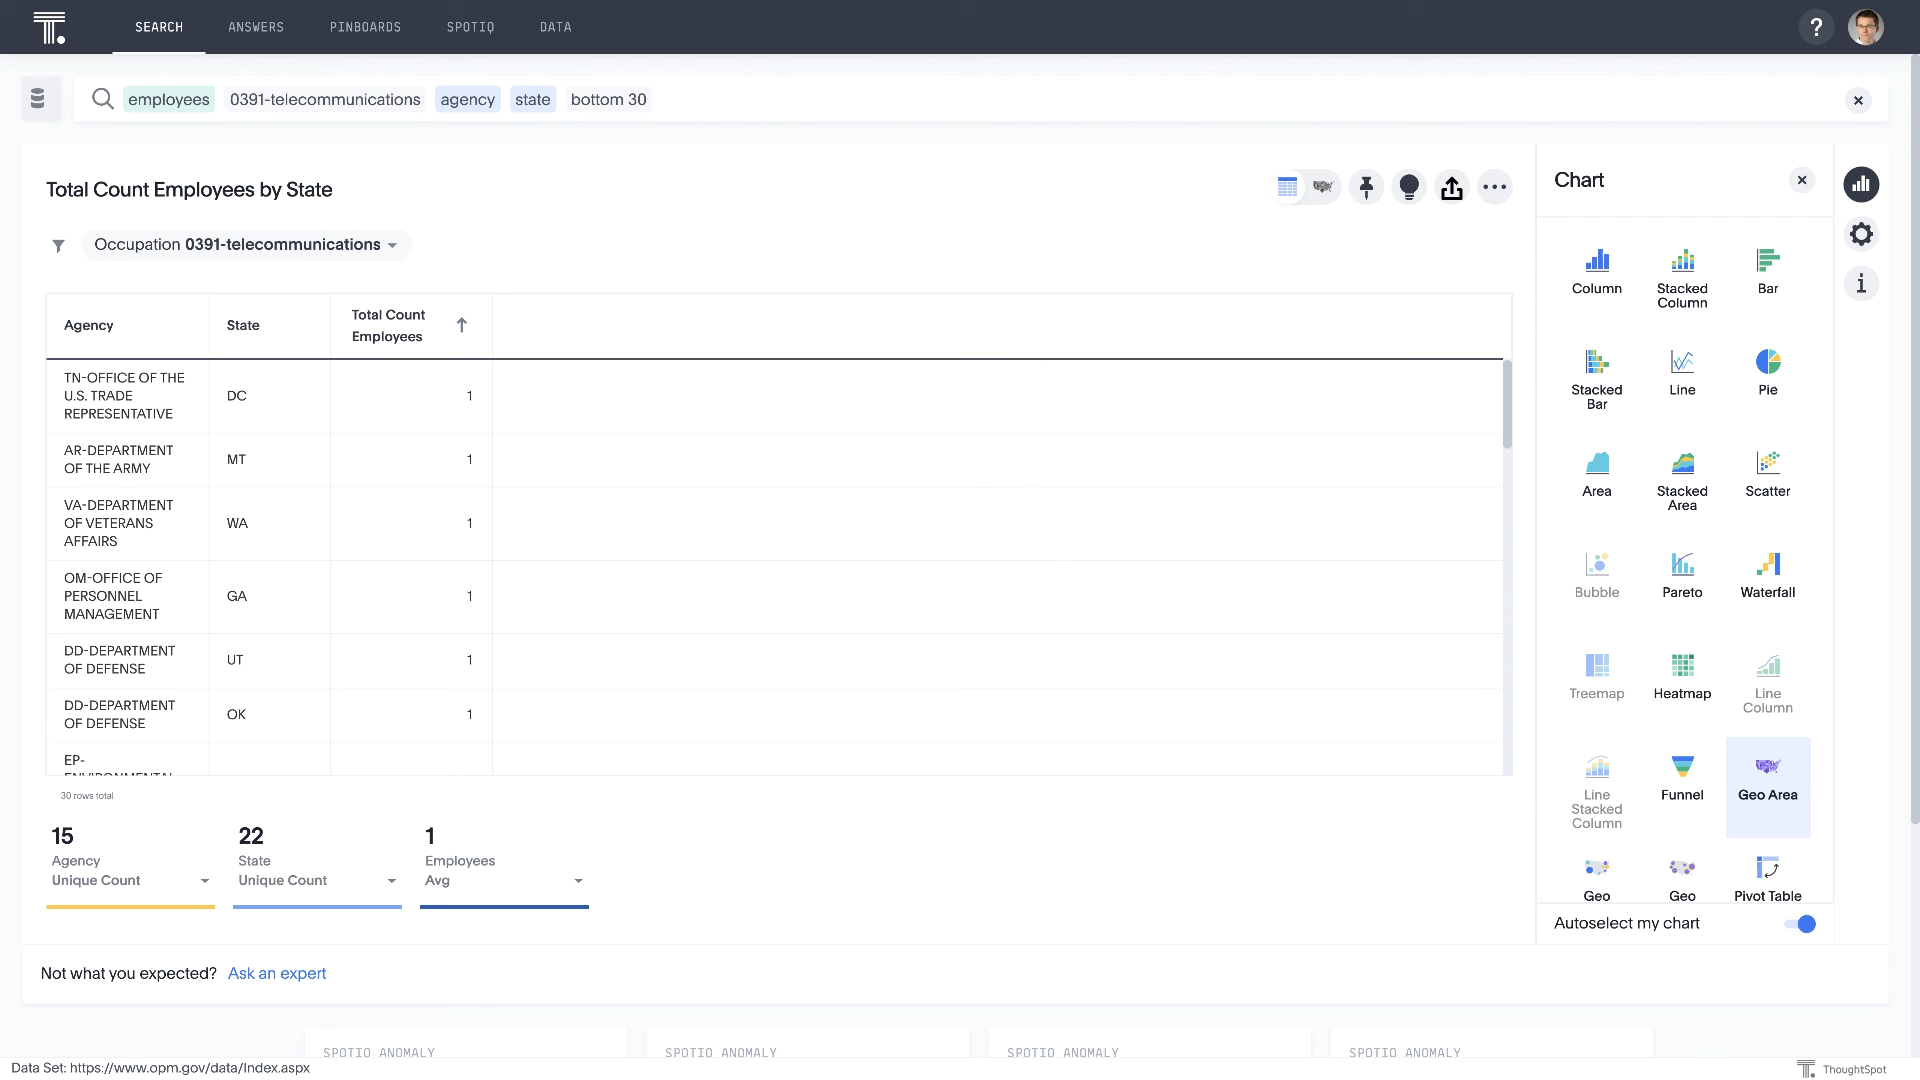 SEARCH ANSWERS PINBOARDS SPOTIQ DATA ?
employees 0391-telecommunications agency state bottom 30
Total Count Employees by State
Occupation 0391-telecommunications
Agency State Total Count
Employees
TN-OFFICE OF THE
U.S. TRADE DC 1
REPRESENTATIVE
AR-DEPARTMENT
OF THE ARMY MT 1
VA-DEPARTMENT
OF VETERANS WA 1
AFFAIRS
OM-OFFICE OF
PERSONNEL GA 1
MANAGEMENT
DD-DEPARTMENT
OF DEFENSE UT 1
DD-DEPARTMENT
OF DEFENSE OK 1
EP-
ENVIRONMENTAL
30 rows total
15 22 1
Agency State Employees
Unique Count Unique Count Avg
Not what you expected? Ask an expert
Chart
Column Stacked Bar
Column
Stacked Line Pie
Bar
Area Stacked Scatter
Area
Bubble Pareto Waterfall
Treemap Heatmap Line
Column
Line Funnel Geo Area
Stacked
Column
Geo Geo Pivot Table
Autoselect my chart
SPOTIQ ANOMALY SPOTIQ ANOMALY SPOTIQ ANOMALY SPOTIQ ANOMALY
Data Set: https://www.opm.gov/data/Index.aspx
ThoughtSpot